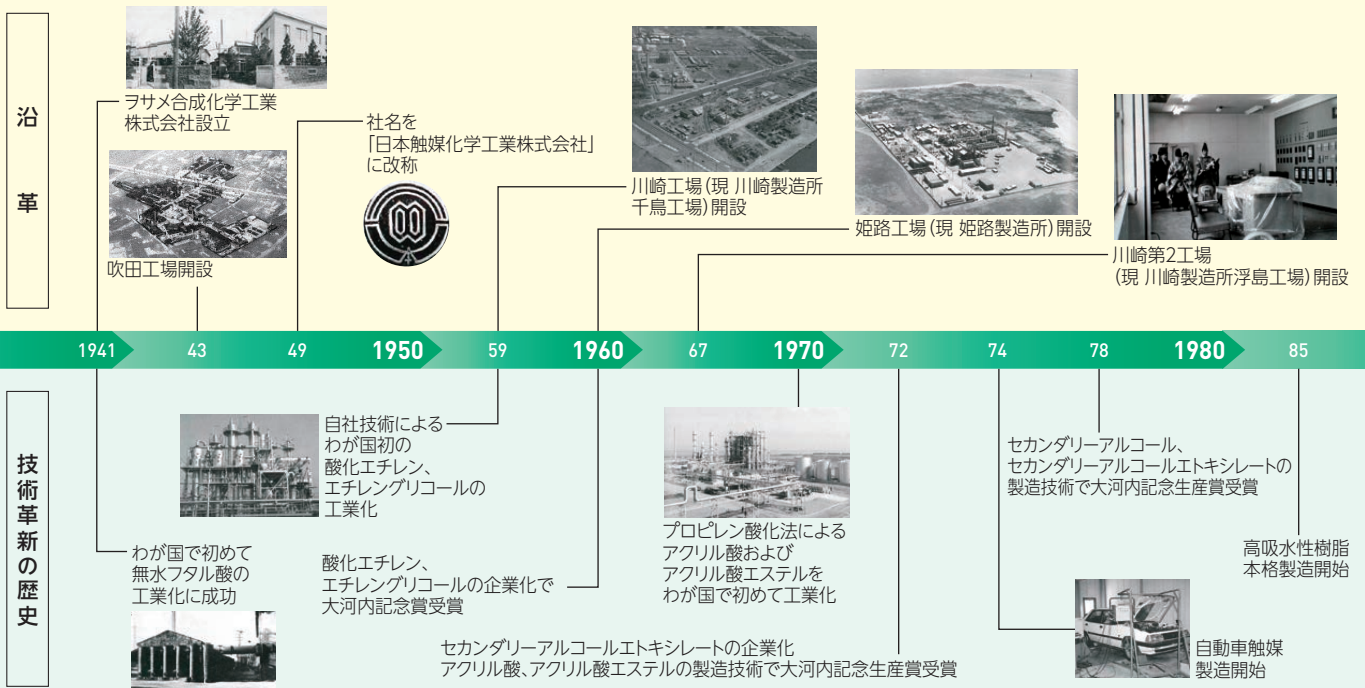 沿革
ヲサメ合成化学工業
株式会社設立
吹田工場開設
社名を
「日本触媒化学工業株式会社」
に改称
川崎工場(現 川崎製造所
千鳥工場)開設
姫路工場(現 姫路製造所)開設
川崎第2工場
(現 川崎製造所浮島工場)開設
1941 43 49 1950 59 1960 67 1970 72 74 78 1980 85
技術革新の歴史
わが国で初めて
無水フタル酸の
工業化に成功
自社技術による
わが国初の
酸化エチレン、
エチレングリコールの
工業化
酸化エチレン、
エチレングリコールの企業化で
大河内記念賞受賞
プロピレン酸化法による
アクリル酸および
アクリル酸エステルを
わが国で初めて工業化
セカンダリーアルコールエトキシレートの企業化
アクリル酸、アクリル酸エステルの製造技術で大河内記念生産賞受賞
自動車触媒
製造開始
セカンダリーアルコール、
セカンダリーアルコールエトキシレートの
製造技術で大河内記念生産賞受賞
高吸水性樹脂
本格製造開始